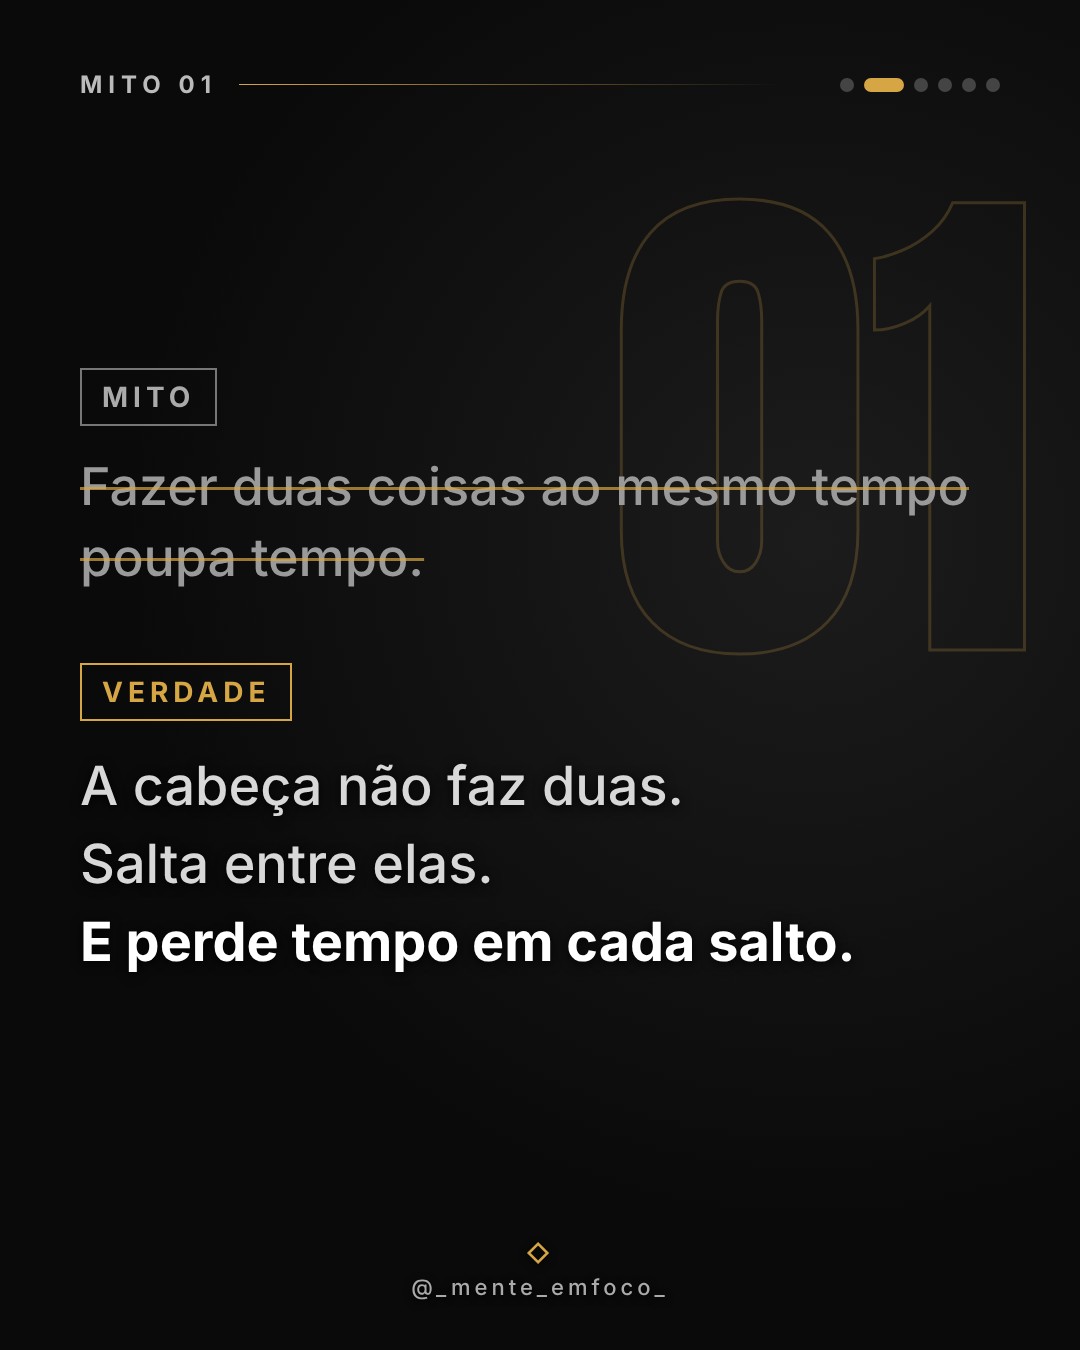 MITO 01
01
MITO
Fazer duas coisas ao mesmo tempo
poupa tempo.
VERDADE
A cabeça não faz duas.
Salta entre elas.
E perde tempo em cada salto.
@_mente_emfoco_